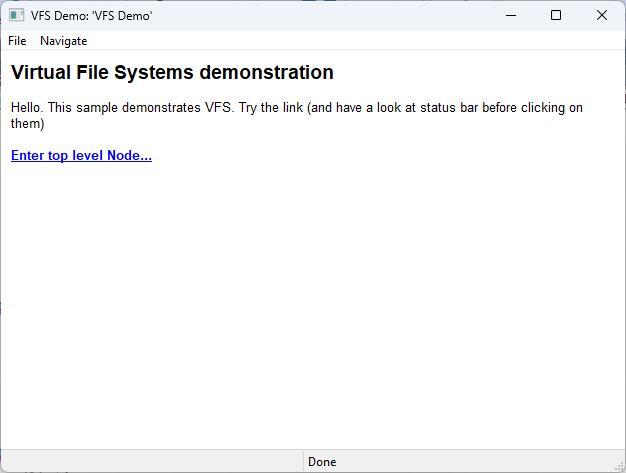 VFS Demo: 'VFS Demo'
File Navigate
Virtual File Systems demonstration
Hello. This sample demonstrates VFS. Try the link (and have a look at status bar before clicking on
them)
Enter top level Node...
Done